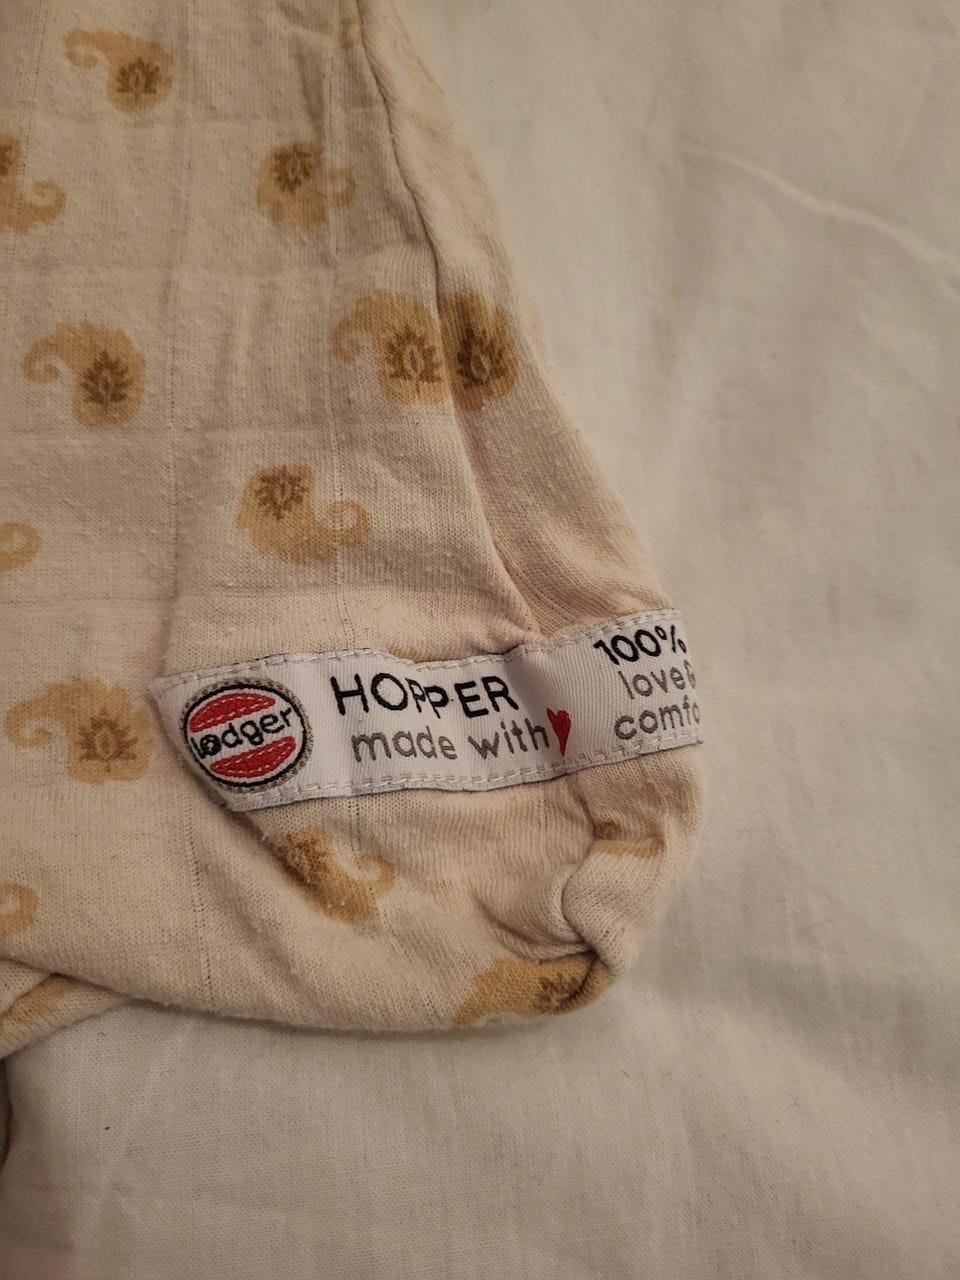 lodger
HOPPER
made with
100%
love&
comfo